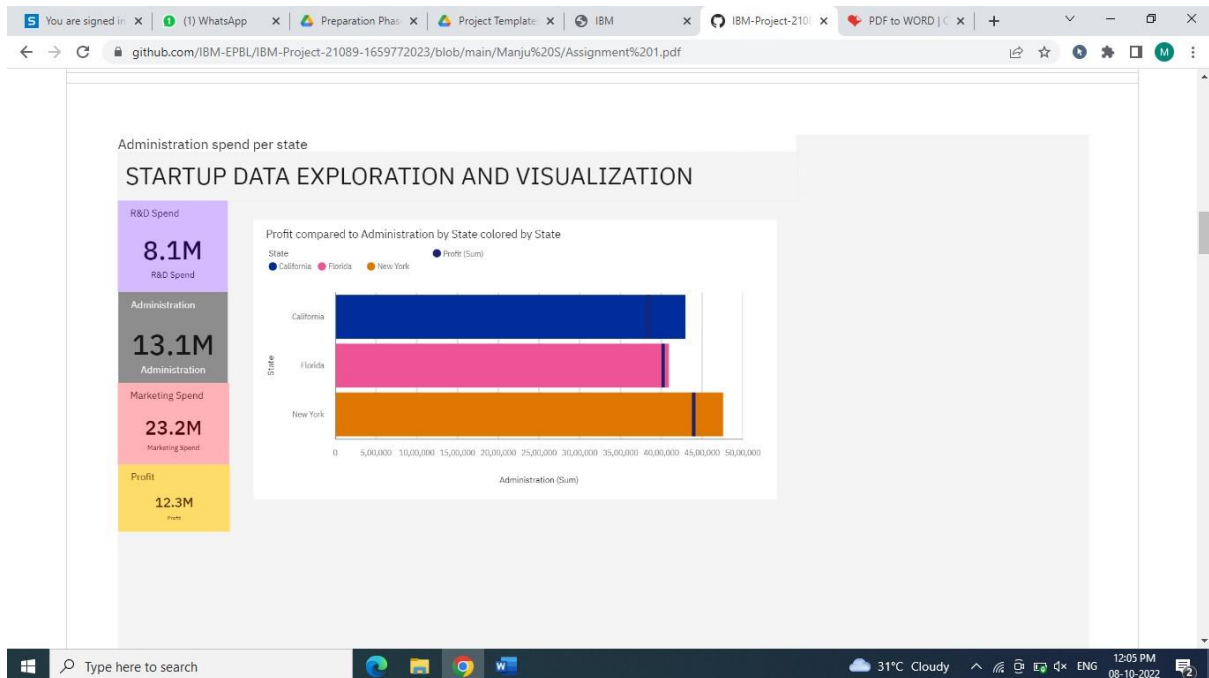 You are signed in
(1) WhatsApp
Preparation Phas
Project Template
IBM
IBM-Project-210
PDF to WORD | C
github.com/IBM-EPBL/IBM-Project-21089-1659772023/blob/main/Manju%20S/Assignment%201.pdf
M
Administration spend per state
STARTUP DATA EXPLORATION AND VISUALIZATION
R&D Spend
8.1M
R&D Spend
Administration
13.1M
Administration
Marketing Spend
23.2M
Marketing Spend
Profit
12.3M
Profit
Profit compared to Administration by State colored by State
State
California Florida New York
Profit (Sum)
California
Florida
New York
State
0 5,00,000 10,00,000 15,00,000 20,00,000 25,00,000 30,00,000 35,00,000 40,00,000 45,00,000 50,00,000
Administration (Sum)
Type here to search
31°C Cloudy
ENG
12:05 PM
08-10-2022
2